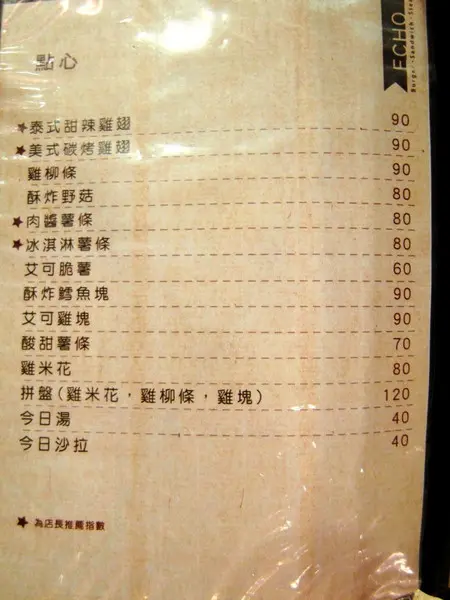 ECHO
Burger·Sandwich·Stea
點心
★泰式甜辣雞翅 90
★美式碳烤雞翅 90
雞柳條 90
酥炸野菇 80
★肉醬薯條 80
★冰淇淋薯條 80
艾可脆薯 60
酥炸鱈魚塊 90
艾可雞塊 90
酸甜薯條 70
雞米花 80
拼盤(雞米花，雞柳條，雞塊) 120
今日湯 40
今日沙拉 40
★ 為店長推薦指數